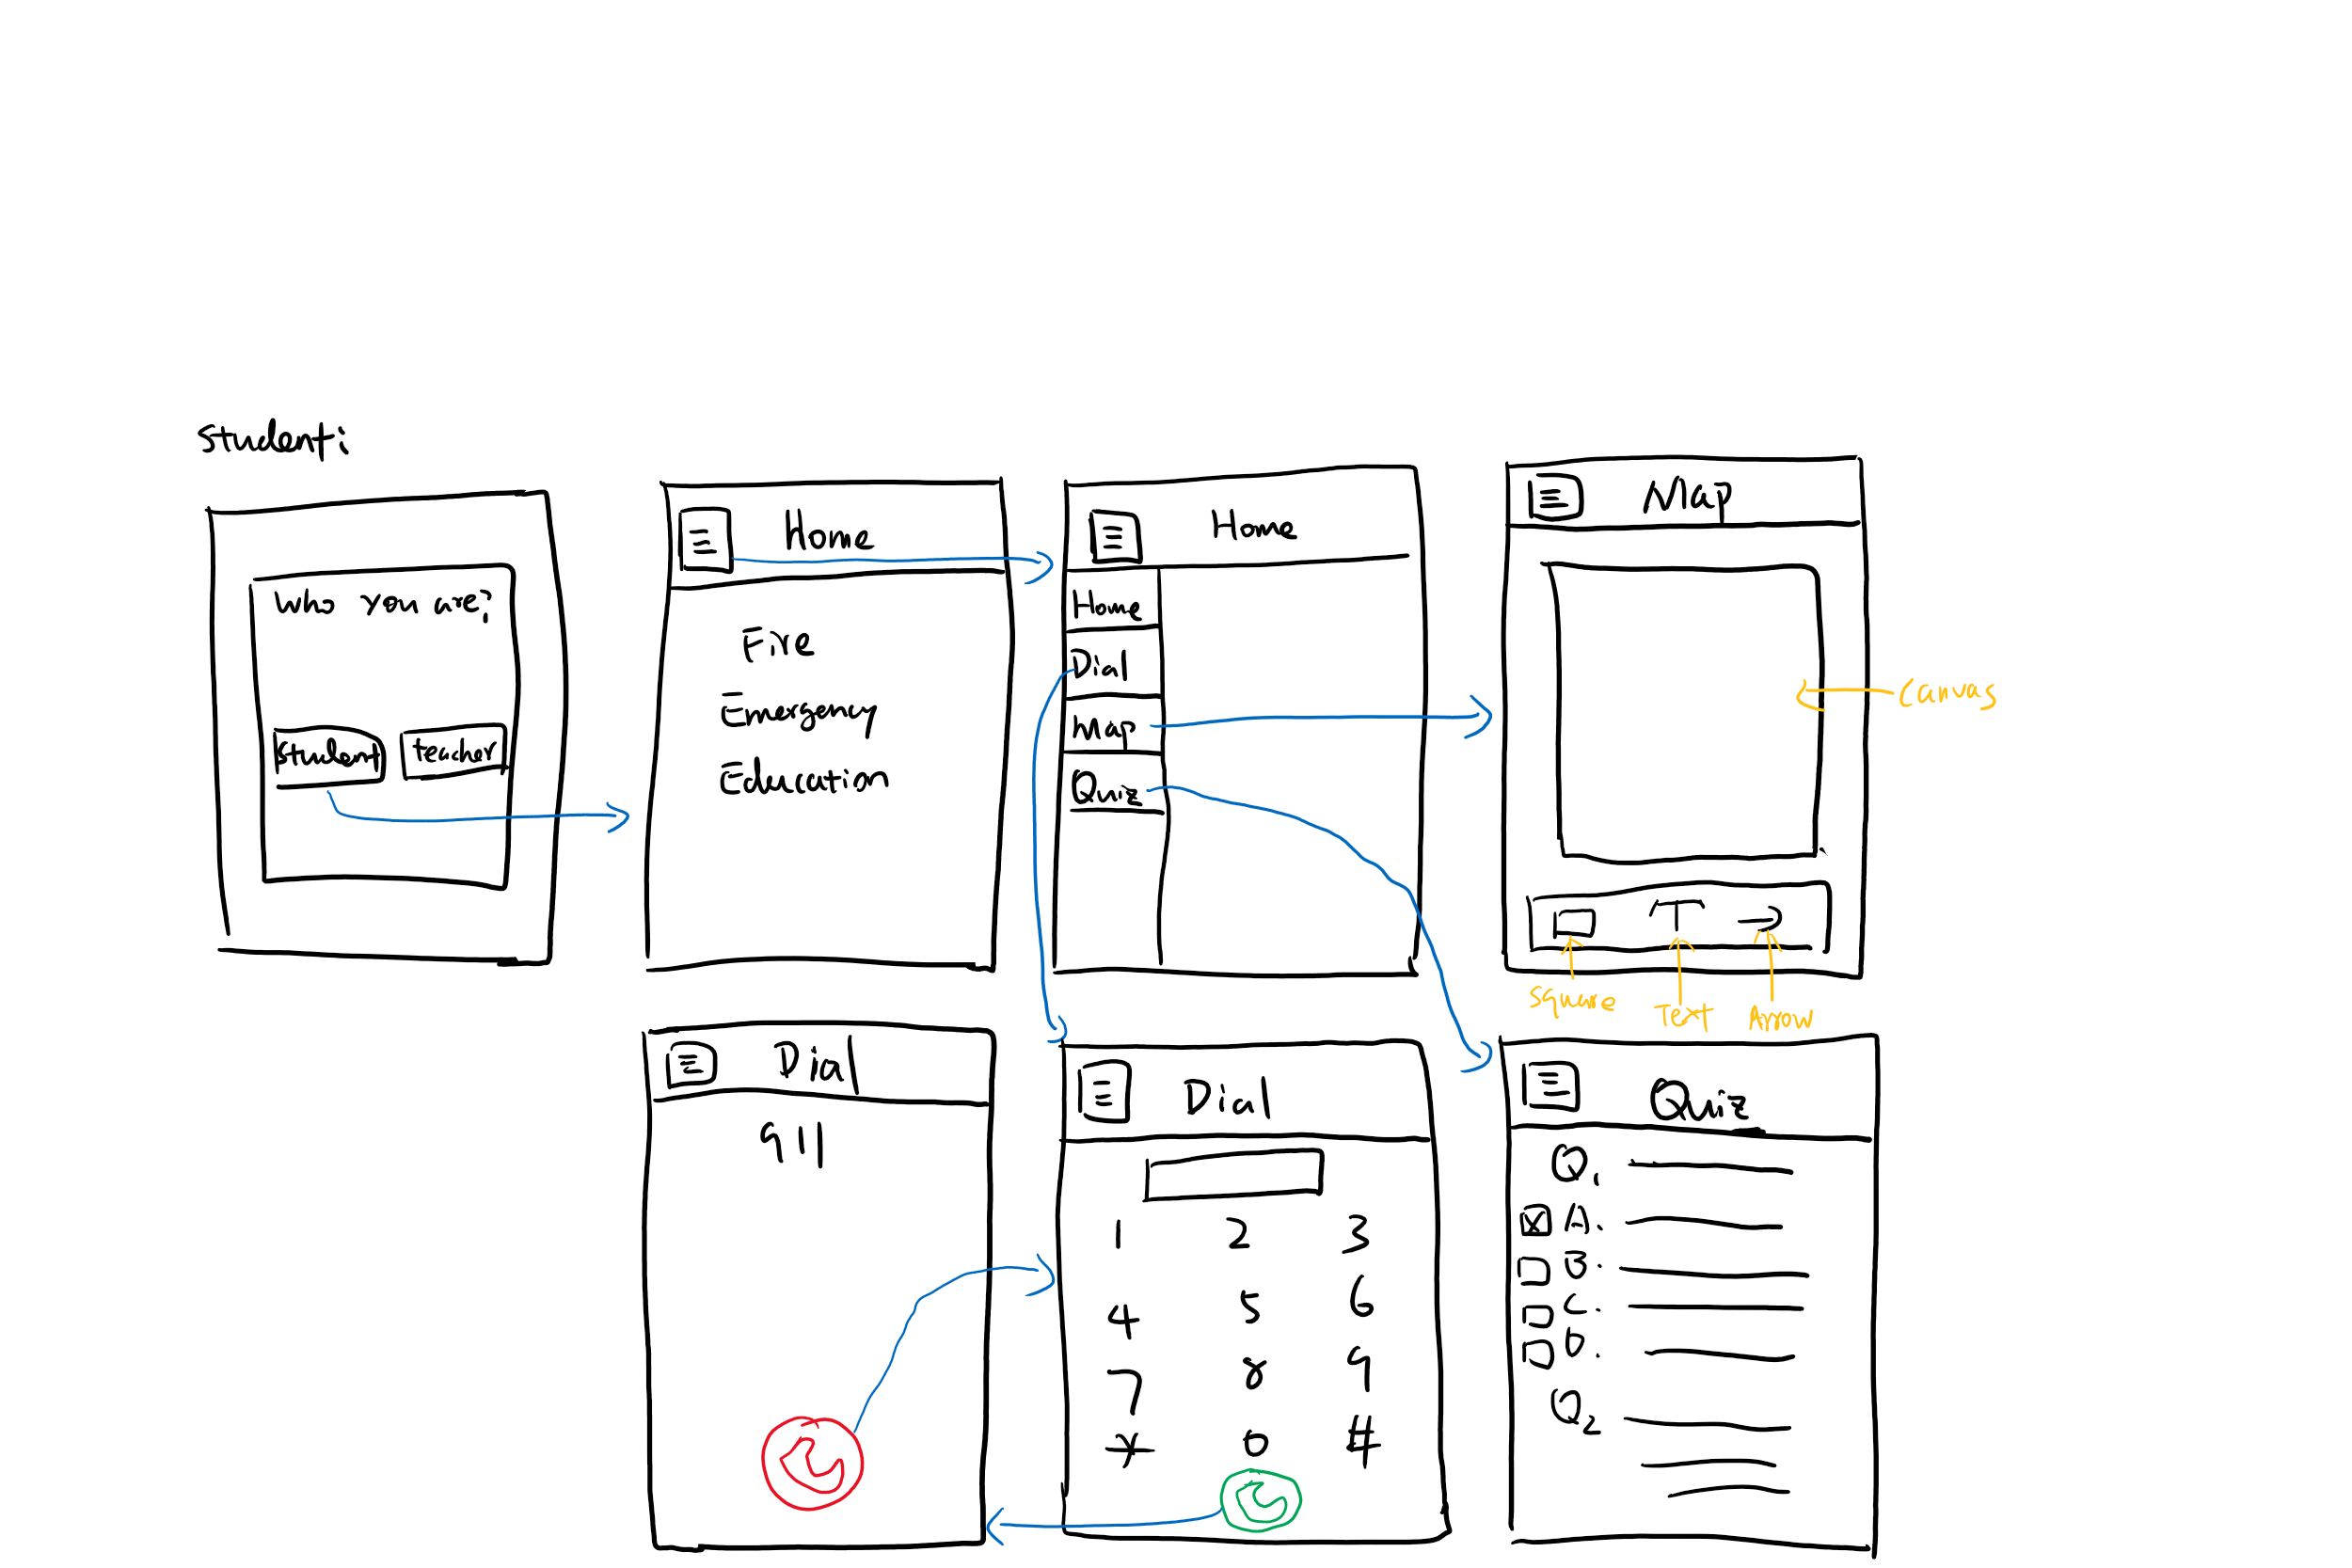 Student:
Who you are?
Student
teacher
Home
File
Emergency
Education
Home
Home
Dial
Map
Quiz
Map
Canvas
T
Square
Text
Arrow
Dial
911
Dial
1 2 3
4 5 6
7 8 9
* 0 #
Quiz
Q1
A.
B.
C.
D.
Q2